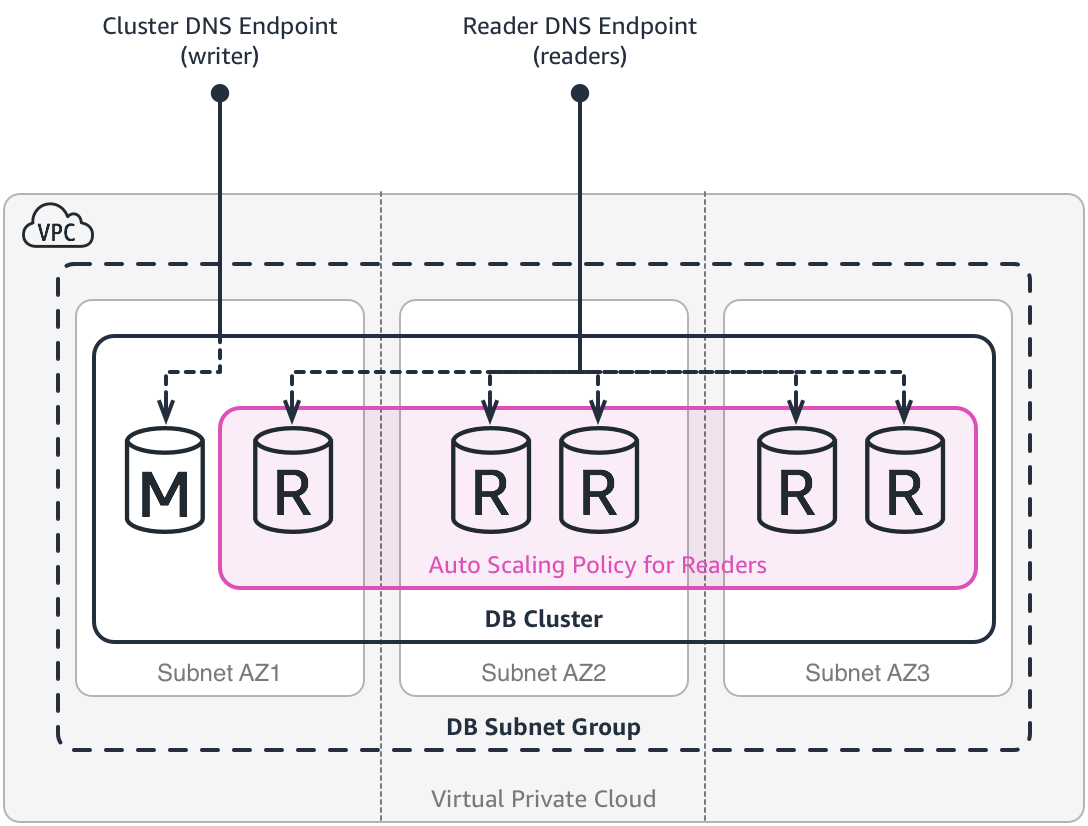 Cluster DNS Endpoint
(writer)
Reader DNS Endpoint
(readers)
VPC
M
R
R
R
R
R
Auto Scaling Policy for Readers
DB Cluster
Subnet AZ1
Subnet AZ2
Subnet AZ3
DB Subnet Group
Virtual Private Cloud